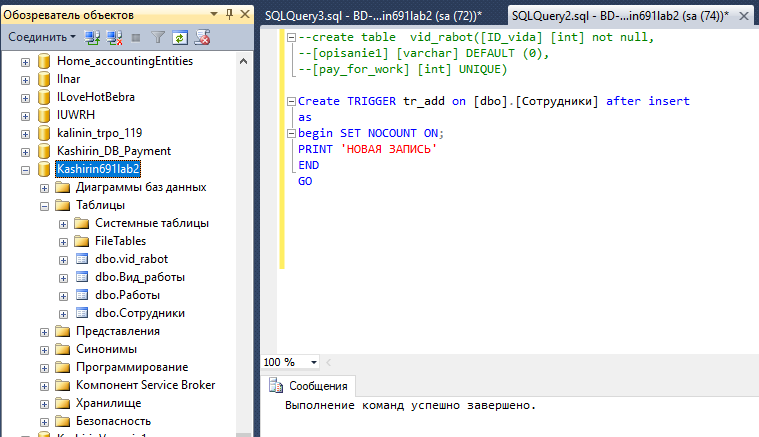 Обозреватель объектов
Соединить
Home_accountingEntities
Ilnar
ILoveHotBebra
IUWRH
kalinin_trpo_119
Kashirin_DB_Payment
Kashirin691lab2
Диаграммы баз данных
Таблицы
Системные таблицы
FileTables
dbo.vid_rabot
dbo.Вид_работы
dbo.Работы
dbo.Сотрудники
Представления
Синонимы
Программирование
Компонент Service Broker
Хранилище
Безопасность
SQLQuery3.sql - BD-...in691lab2 (sa (72))*
SQLQuery2.sql - BD-...in691lab2 (sa (74))*
--create table  vid_rabot([ID_vida] [int] not null,
--[opisanie1] [varchar] DEFAULT (0),
--[pay_for_work] [int] UNIQUE)
Create TRIGGER tr_add on [dbo].[Сотрудники] after insert
as
begin SET NOCOUNT ON;
PRINT 'НОВАЯ ЗАПИСЬ'
END
GO
100 %
Сообщения
Выполнение команд успешно завершено.